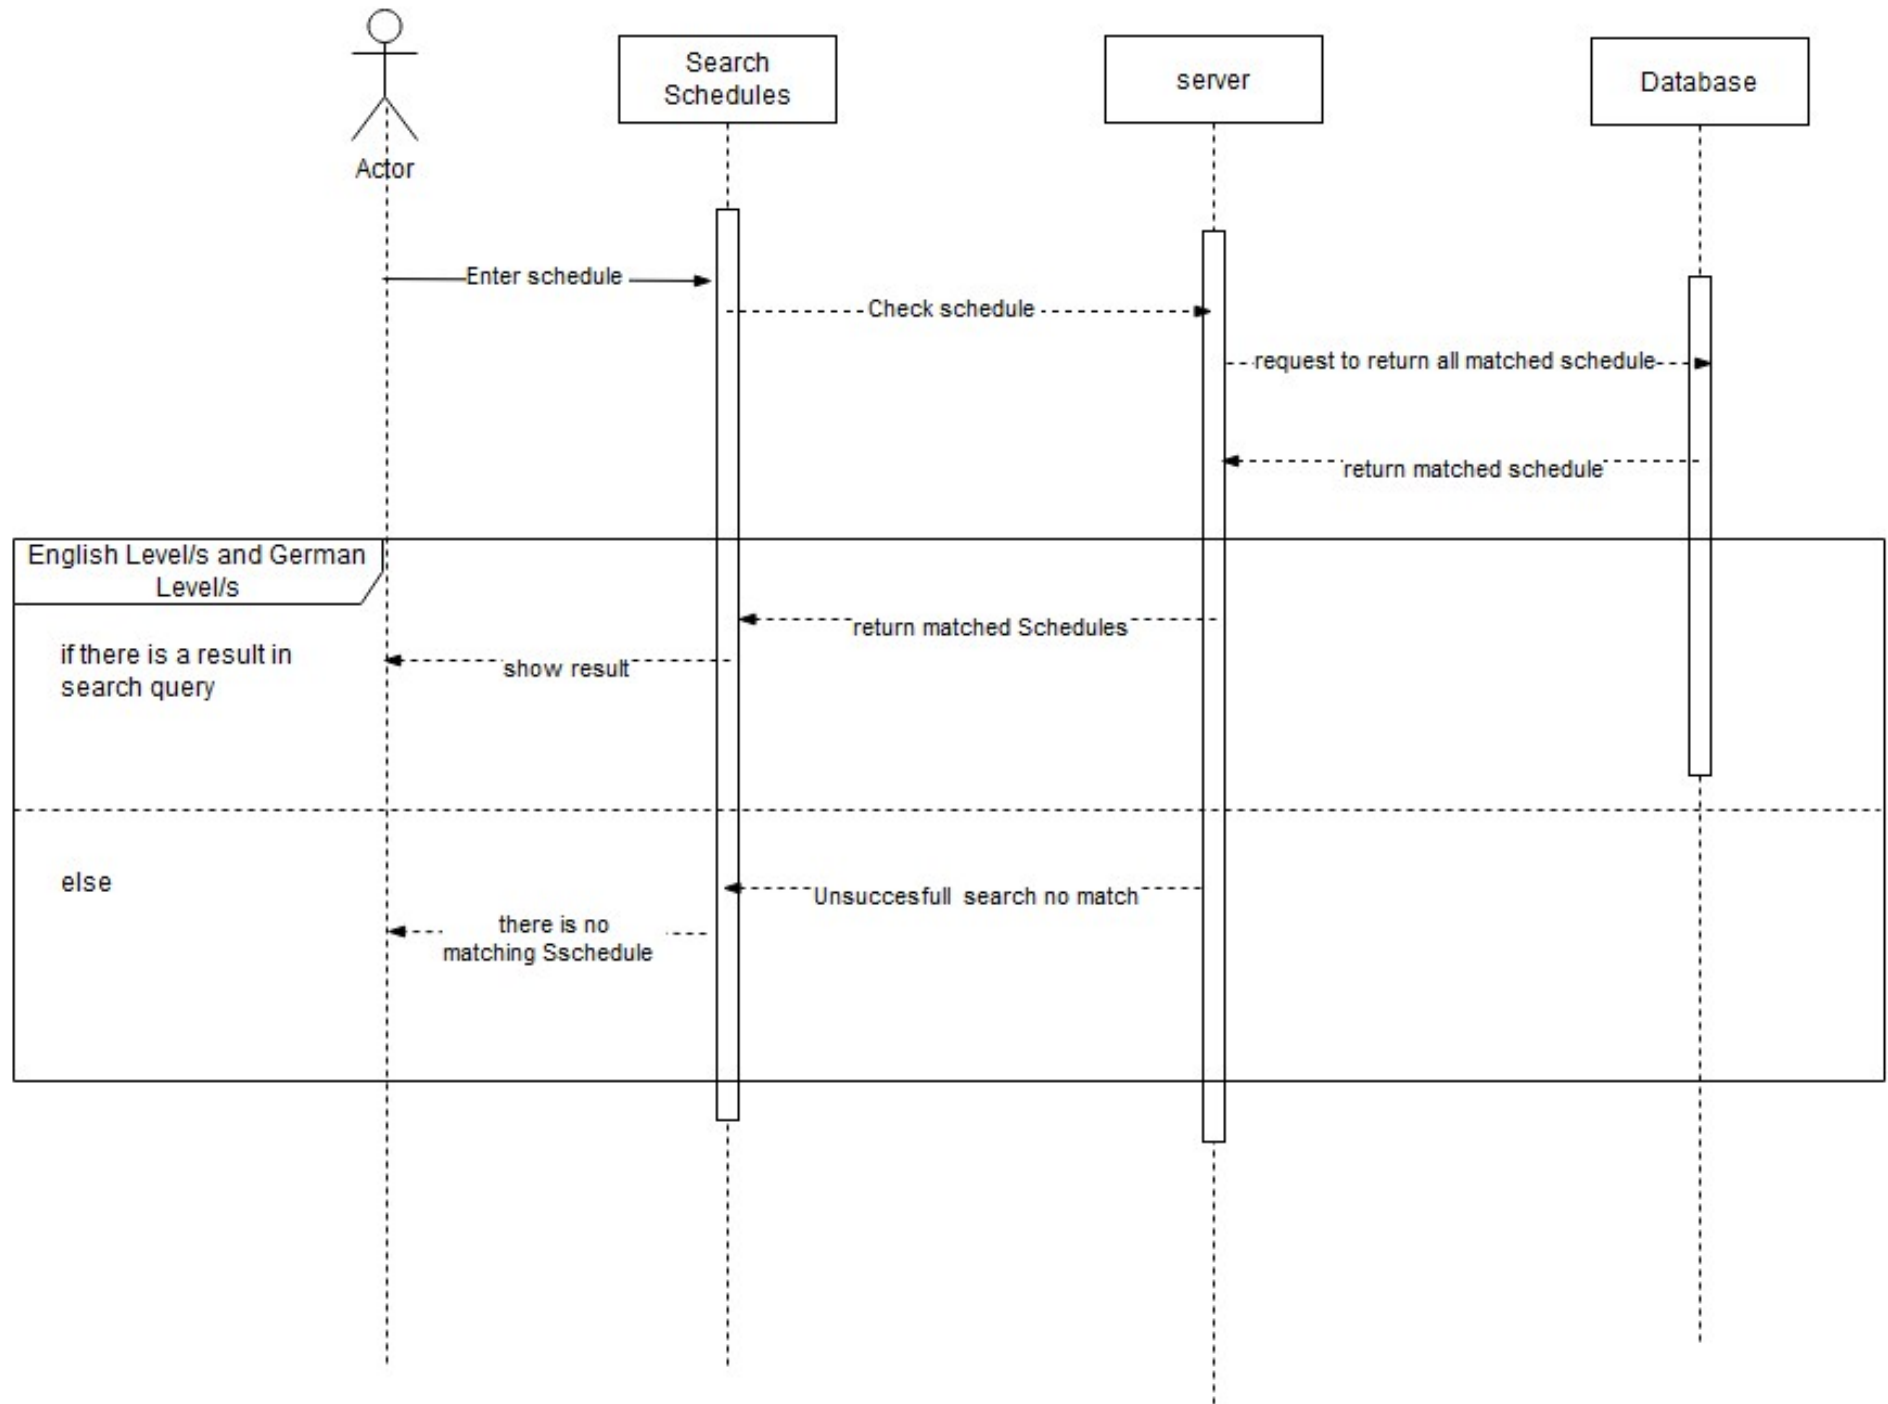 Search
Schedules
server
Database
Actor
Enter schedule
Check schedule
request to return all matched schedule
return matched schedule
English Level/s and German
Level/s
return matched Schedules
if there is a result in
search query
show result
else
Unsuccesfull search no match
there is no
matching Sschedule